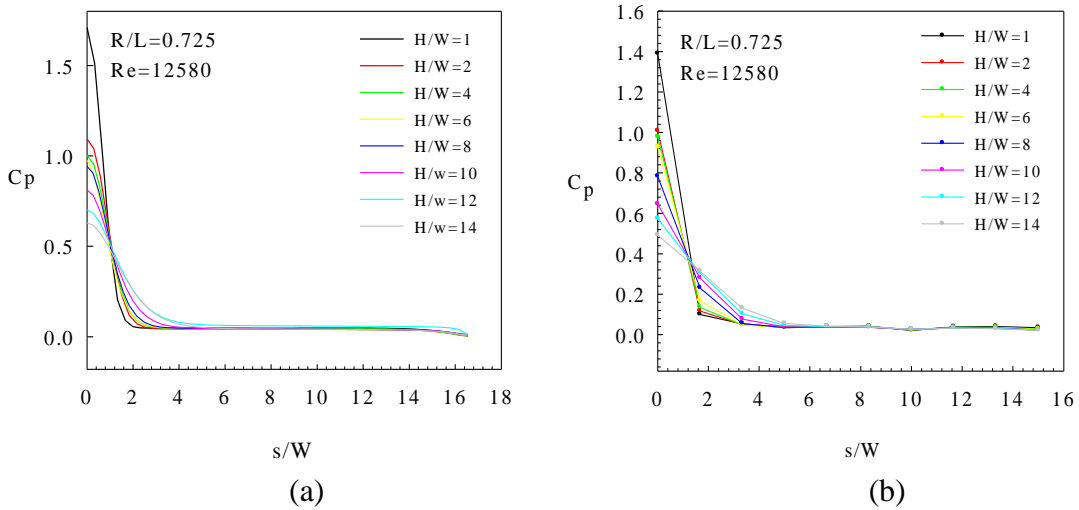 R/L=0.725
Re=12580
H/W=1
H/W=2
H/W=4
H/W=6
H/W=8
H/w=10
H/w=12
H/w=14
1.5
1.0
0.5
0.0
Cp
0 2 4 6 8 10 12 14 16 18
s/W
(a)
R/L=0.725
Re=12580
H/W=1
H/W=2
H/W=4
H/W=6
H/W=8
H/W=10
H/W=12
H/W=14
1.6
1.4
1.2
1.0
0.8
0.6
0.4
0.2
0.0
Cp
0 2 4 6 8 10 12 14 16
s/W
(b)